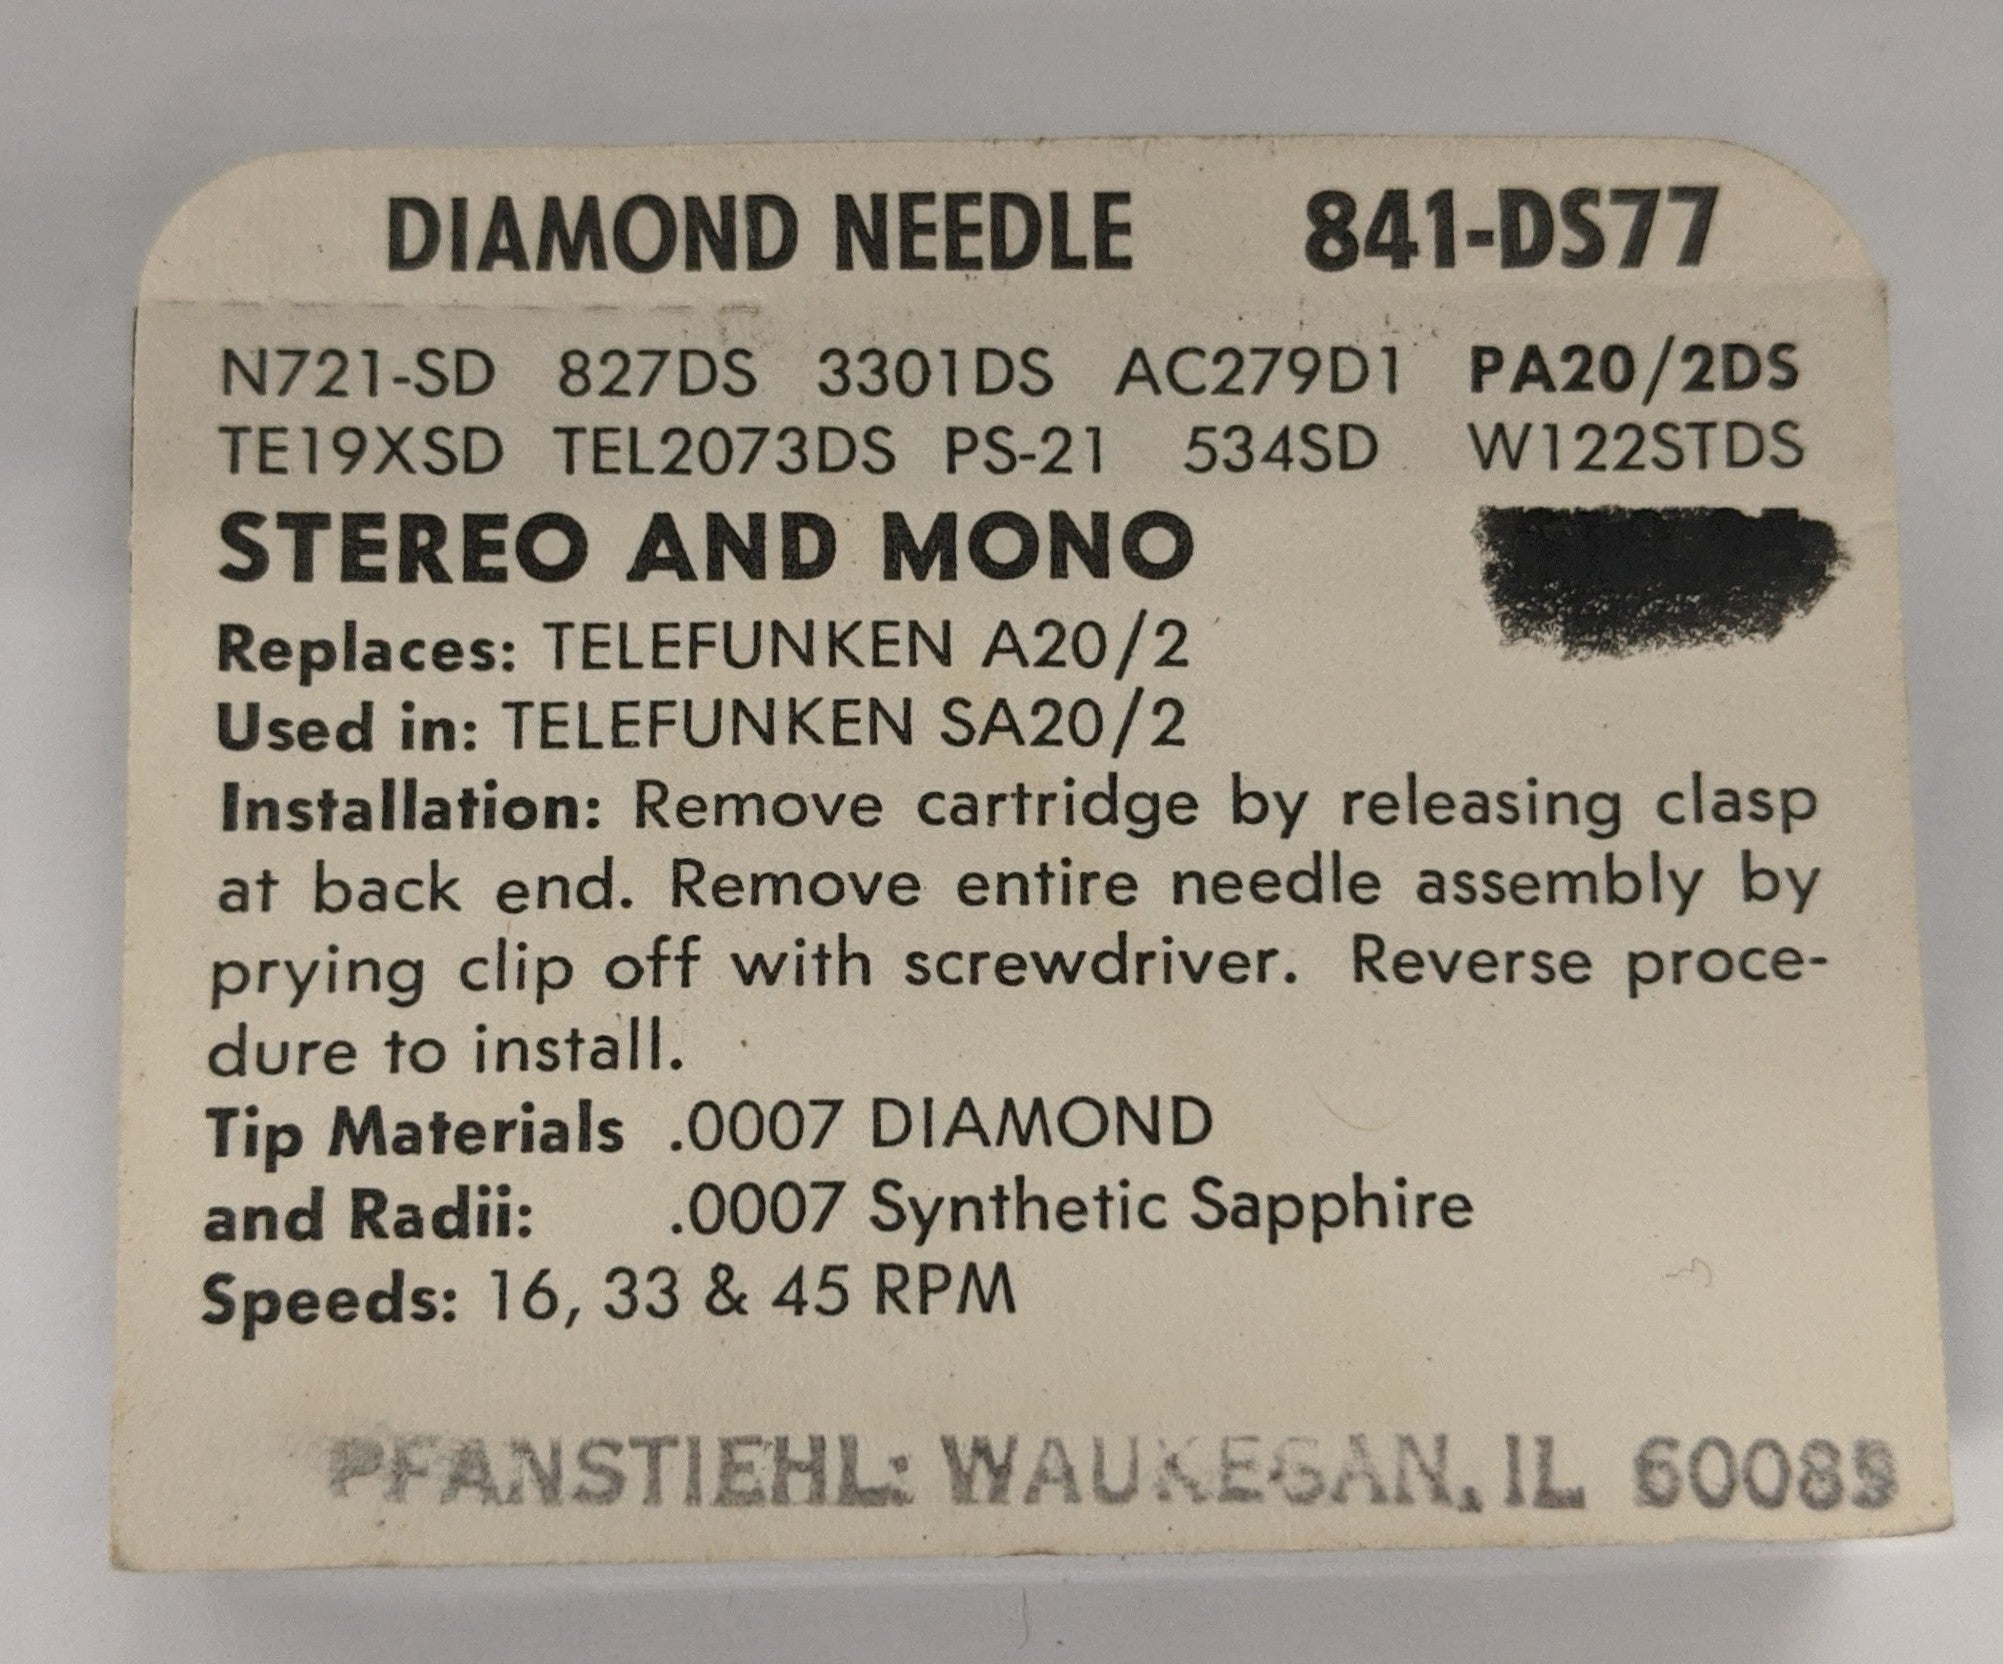 DIAMOND NEEDLE 841-DS77
N721-SD 827DS 3301DS AC279D1 PA20/2DS
TE19XSD TEL2073DS PS-21 534SD W122STDS
STEREO AND MONO
Replaces: TELEFUNKEN A20/2
Used in: TELEFUNKEN SA20/2
Installation: Remove cartridge by releasing clasp
at back end. Remove entire needle assembly by
prying clip off with screwdriver. Reverse proce-
dure to install.
Tip Materials .0007 DIAMOND
and Radii: .0007 Synthetic Sapphire
Speeds: 16, 33 & 45 RPM
PFANSTIEHL: WAUKEGAN, IL 60085